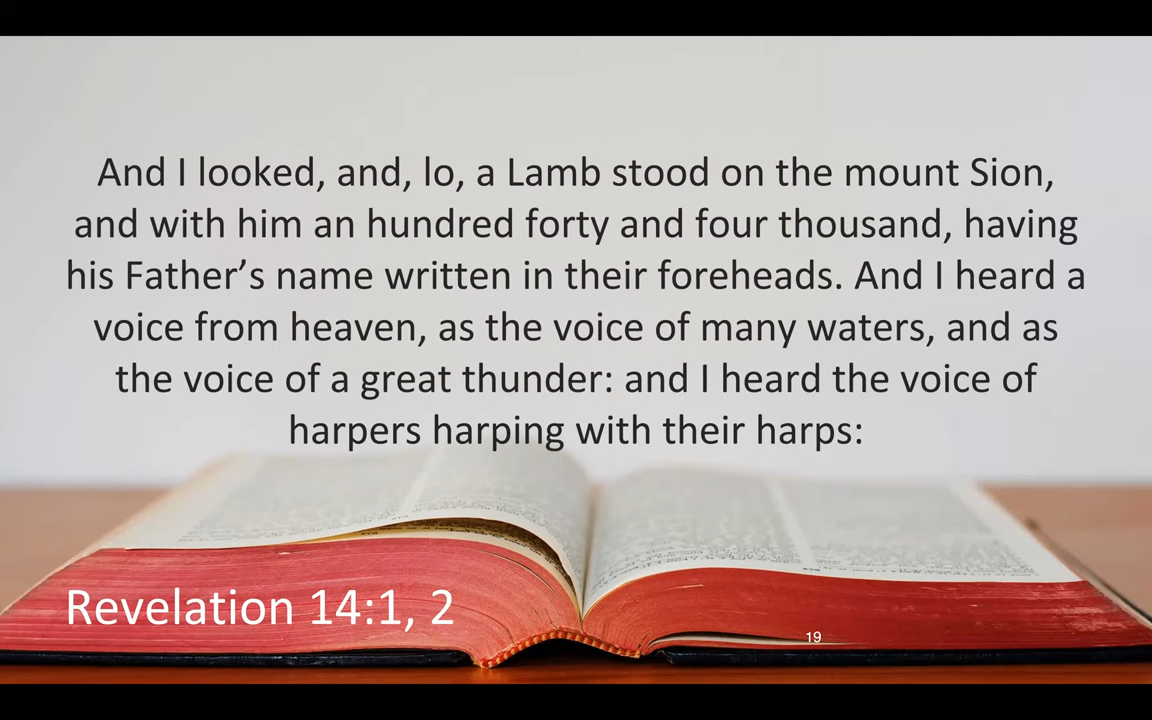 And I looked, and, lo, a Lamb stood on the mount Sion,
and with him an hundred forty and four thousand, having
his Father’s name written in their foreheads. And I heard a
voice from heaven, as the voice of many waters, and as
the voice of a great thunder: and I heard the voice of
harpers harping with their harps:
Revelation 14:1, 2
19